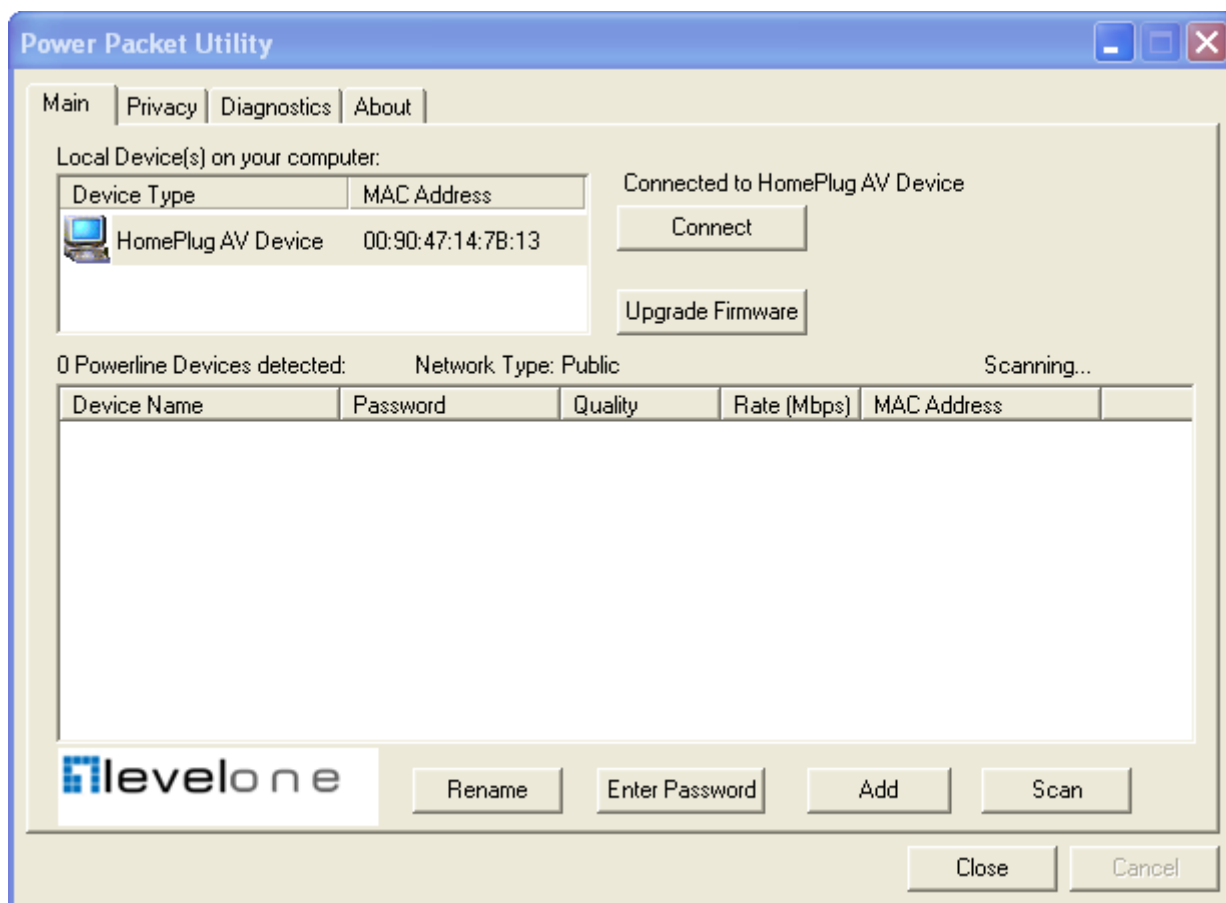 Power Packet Utility
Main Privacy Diagnostics About
Local Device(s) on your computer:
Device Type MAC Address
HomePlug AV Device 00:90:47:14:7B:13
Connected to HomePlug AV Device
Connect
Upgrade Firmware
0 Powerline Devices detected: Network Type: Public Scanning...
Device Name Password Quality Rate (Mbps) MAC Address
levelone Rename Enter Password Add Scan
Close Cancel